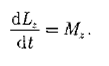 dL_z/dt = M_z.